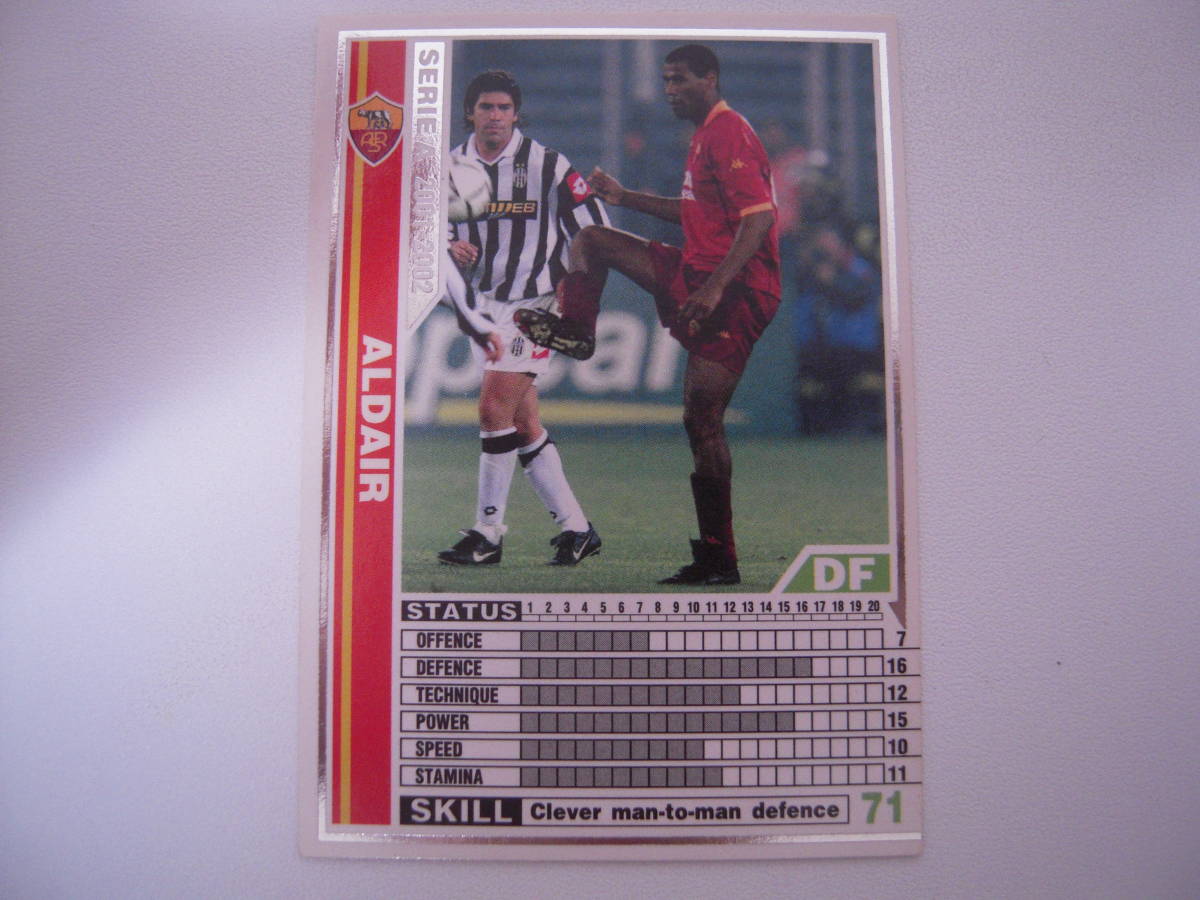 SERIE A 2001-2002
ALDAIR
ASR
DF
STATUS 1 2 3 4 5 6 7 8 9 10 11 12 13 14 15 16 17 18 19 20
OFFENCE 7
DEFENCE 16
TECHNIQUE 12
POWER 15
SPEED 10
STAMINA 11
SKILL Clever man-to-man defence 71